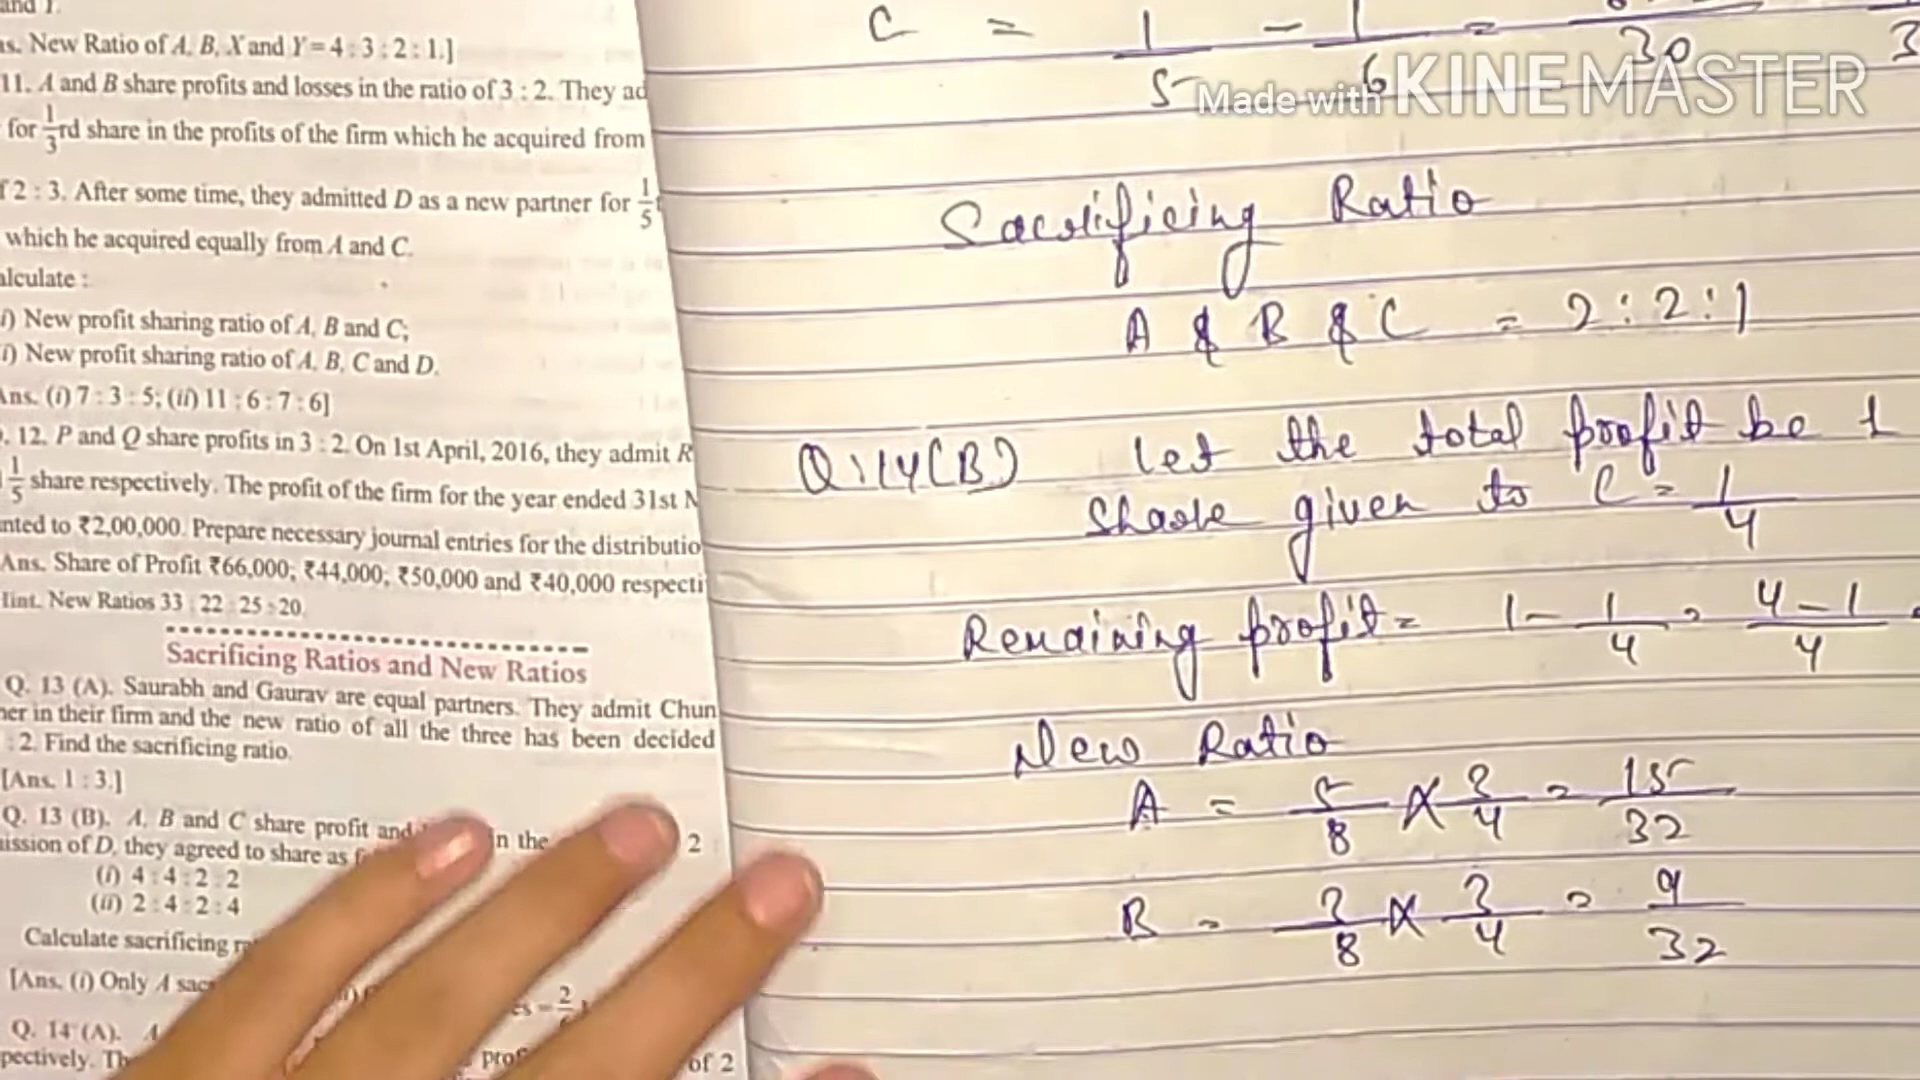 and Y.
as. New Ratio of A, B, X and Y = 4 : 3 : 2 : 1.]
11. A and B share profits and losses in the ratio of 3 : 2. They ad
for 1/3rd share in the profits of the firm which he acquired from
f 2 : 3. After some time, they admitted D as a new partner for 1/5
which he acquired equally from A and C.
alculate :
i) New profit sharing ratio of A, B and C;
i) New profit sharing ratio of A, B, C and D.
Ans. (i) 7 : 3 : 5; (ii) 11 : 6 : 7 : 6]
. 12. P and Q share profits in 3 : 2. On 1st April, 2016, they admit R
1/5 share respectively. The profit of the firm for the year ended 31st M
nted to ₹2,00,000. Prepare necessary journal entries for the distributio
Ans. Share of Profit ₹66,000; ₹44,000; ₹50,000 and ₹40,000 respecti
Hint. New Ratios 33 : 22 : 25 : 20.
Sacrificing Ratios and New Ratios
Q. 13 (A). Saurabh and Gaurav are equal partners. They admit Chun
ner in their firm and the new ratio of all the three has been decided
: 2. Find the sacrificing ratio.
[Ans. 1 : 3.]
Q. 13 (B). A, B and C share profit and in the 2
ission of D, they agreed to share as
(i) 4 : 4 : 2 : 2
(ii) 2 : 4 : 2 : 4
Calculate sacrificing
[Ans. (i) Only A sac
Q. 14 (A). A
pectively. Th prof of 2
C = 1/5 - 1/6 = /30
Made with KINEMASTER
Sacrificing Ratio
A & B & C = 2 : 2 : 1
Q:14(B) Let the total profit be 1
Share given to C = 1/4
Remaining profit = 1 - 1/4 = 4-1/4
New Ratio
A = 5/8 × 3/4 = 15/32
B = 3/8 × 3/4 = 9/32